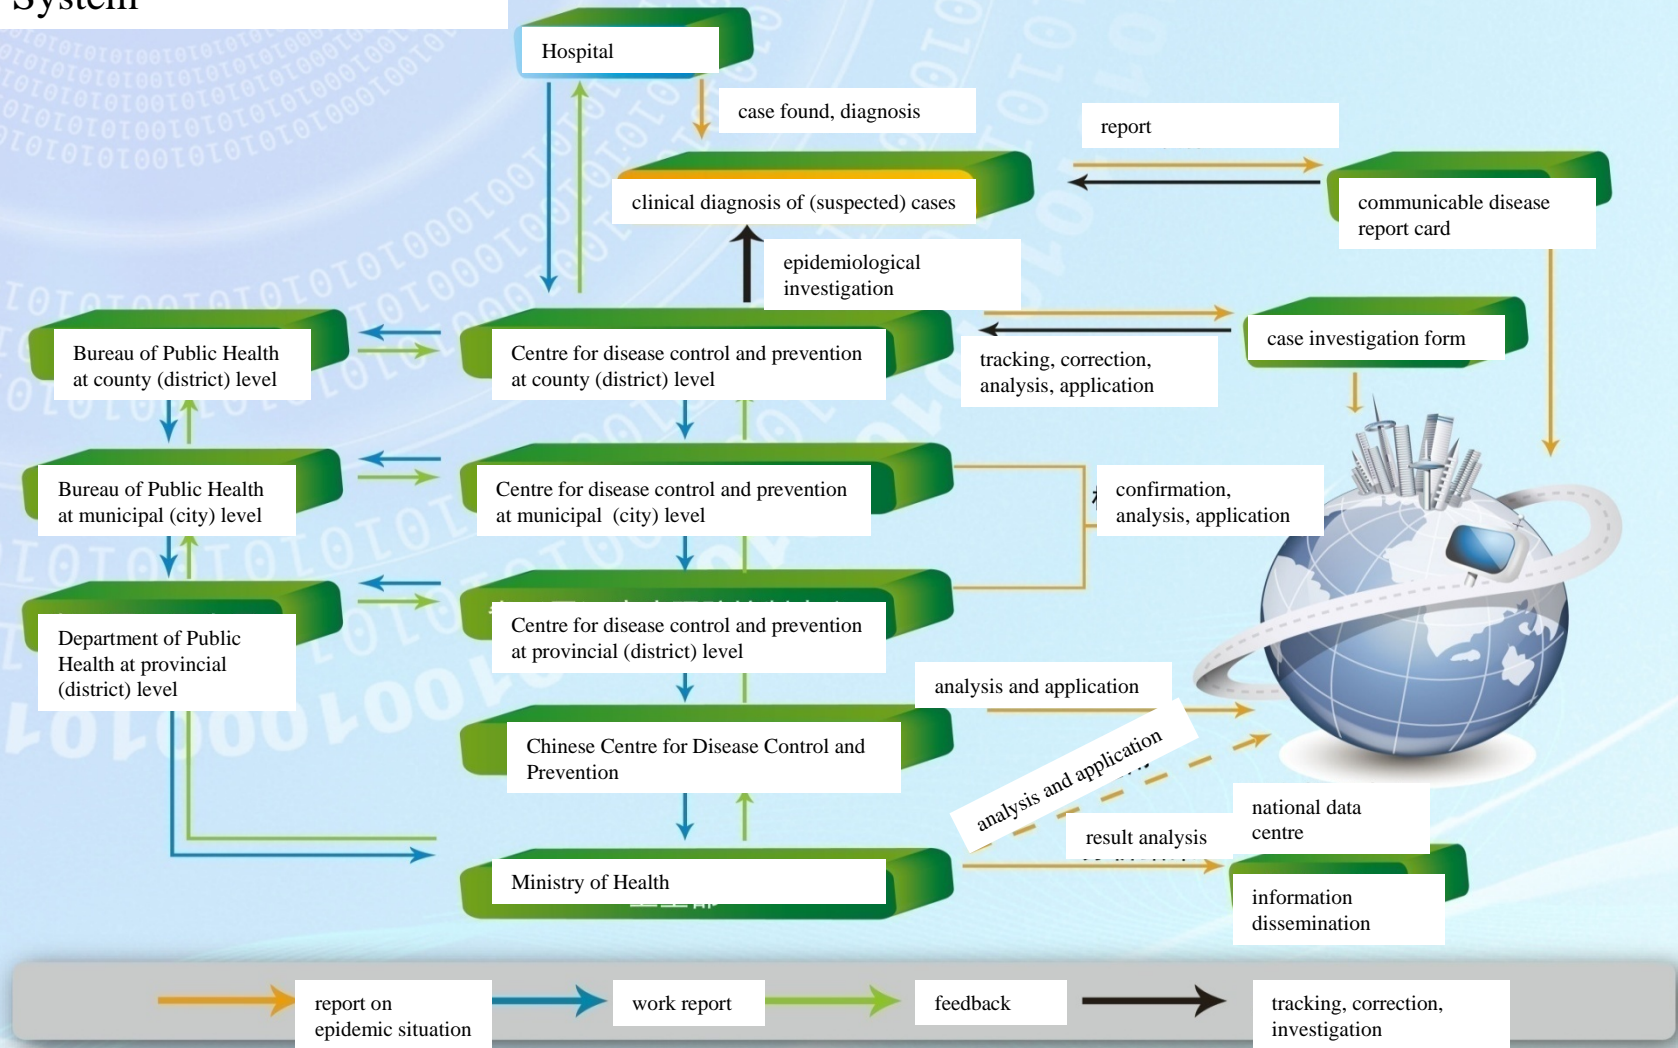 System
Hospital
case found, diagnosis
report
clinical diagnosis of (suspected) cases
communicable disease
report card
epidemiological
investigation
Bureau of Public Health
at county (district) level
Centre for disease control and prevention
at county (district) level
tracking, correction,
analysis, application
case investigation form
Bureau of Public Health
at municipal (city) level
Centre for disease control and prevention
at municipal (city) level
confirmation,
analysis, application
Department of Public
Health at provincial
(district) level
Centre for disease control and prevention
at provincial (district) level
analysis and application
Chinese Centre for Disease Control and
Prevention
analysis and application
national data
centre
result analysis
Ministry of Health
information
dissemination
report on
epidemic situation
work report
feedback
tracking, correction,
investigation